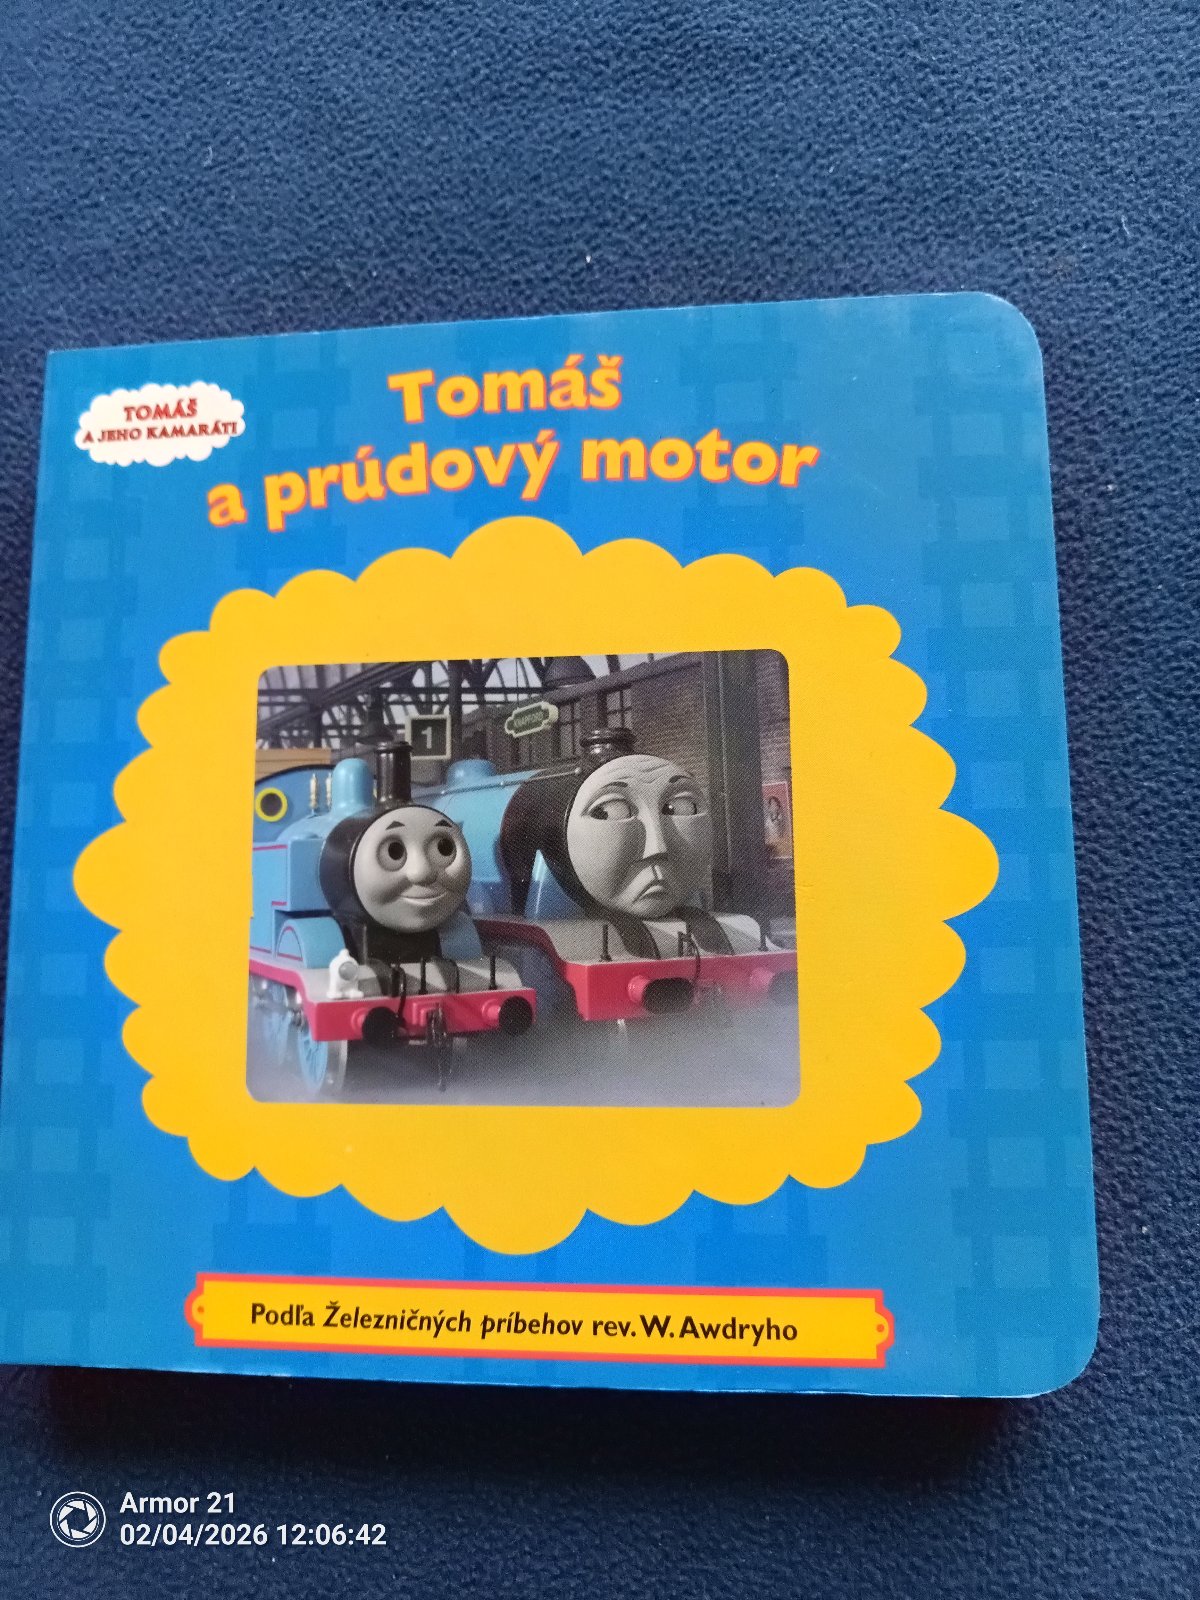 Tomáš
a prúdový motor
TOMÁŠ
A JEHO KAMARÁTI
1
KNAPFORD
Podľa Železničných príbehov rev. W. Awdryho
Armor 21
02/04/2026 12:06:42